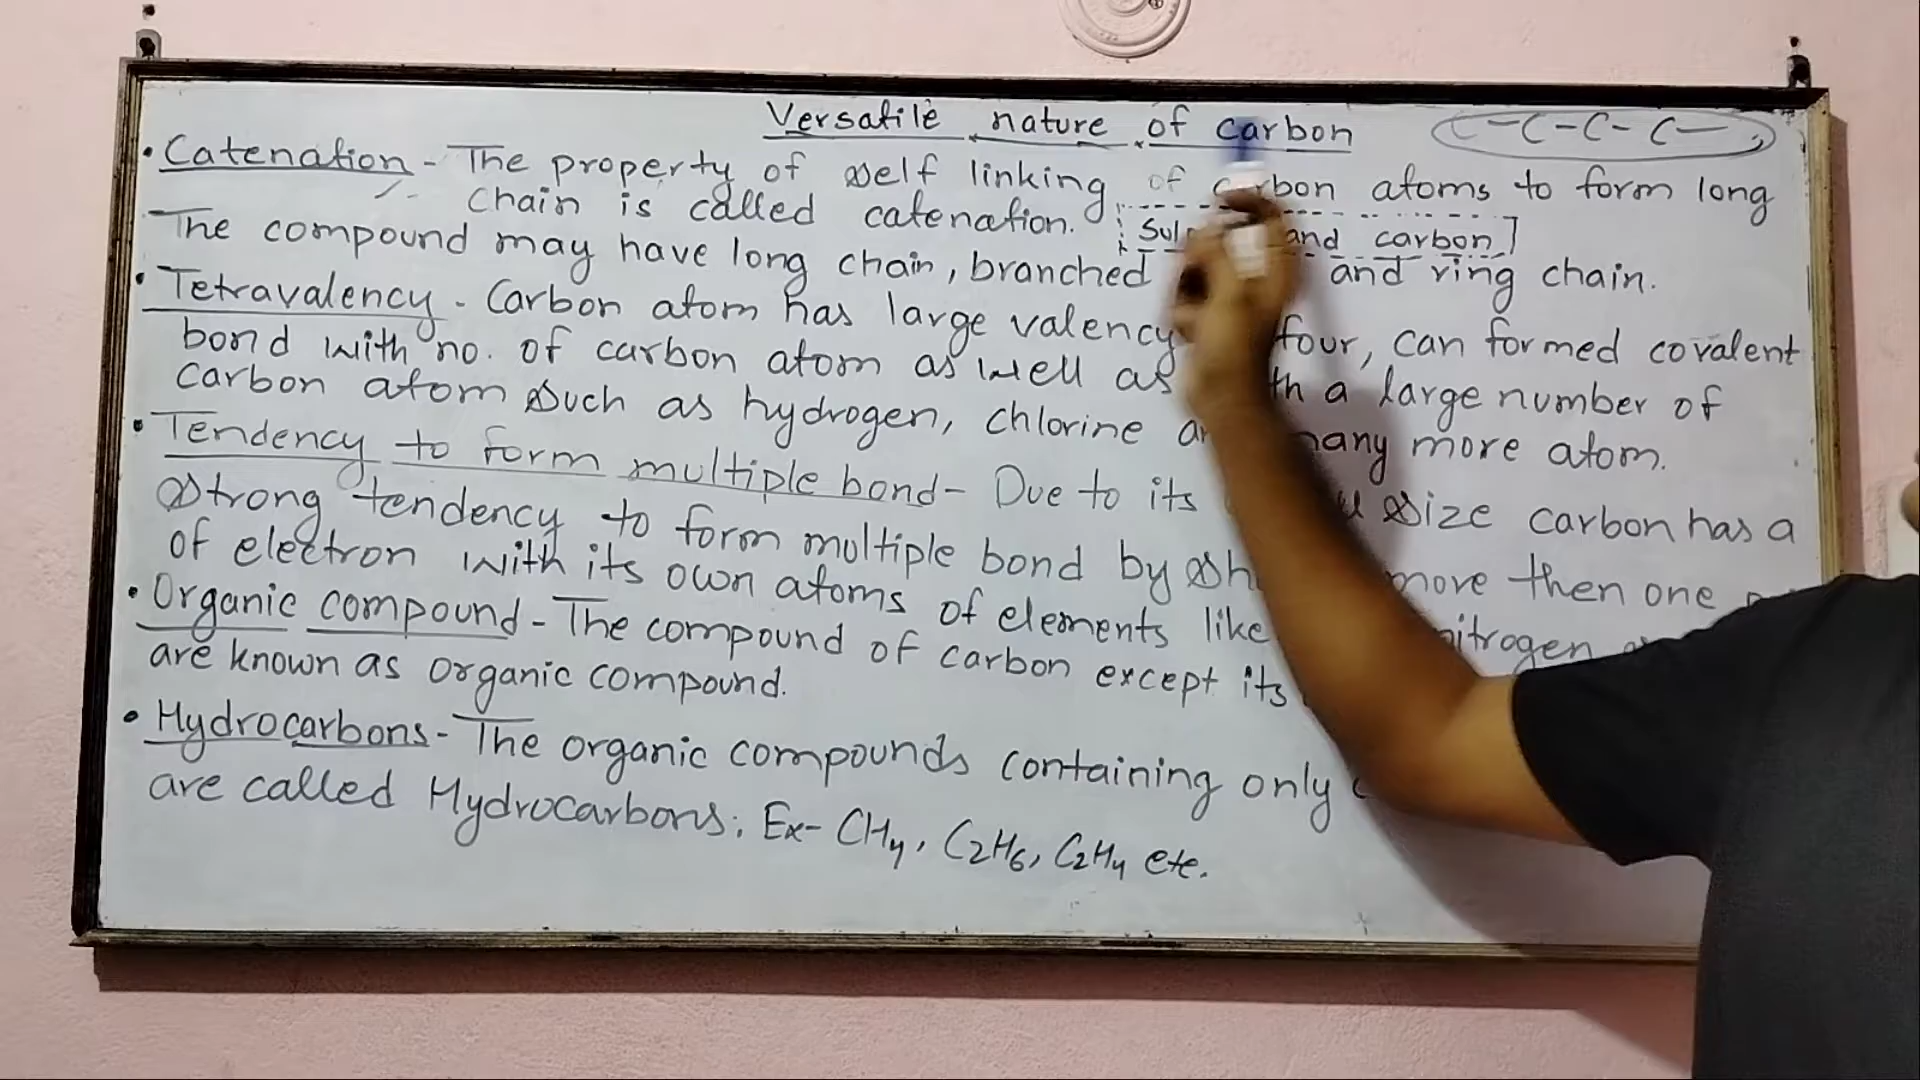 Versatile nature of carbon
C-C-C-C-
• Catenation - The property of self linking of carbon atoms to form long
chain is called catenation. and carbon]
The compound may have long chain, branched and ring chain.
• Tetravalency - Carbon atom has large valency four, can formed covalent
bond with no. of carbon atom as well as a large number of
carbon atom such as hydrogen, chlorine many more atom.
• Tendency to form multiple bond - Due to its size carbon has a
strong tendency to form multiple bond by more then one
of electron with its own atoms of elements like nitrogen
• Organic compound - The compound of carbon except its
are known as organic compound.
• Hydrocarbons - The organic compounds containing only
are called Hydrocarbons: Ex- CH4, C2H6, C2H4 etc.